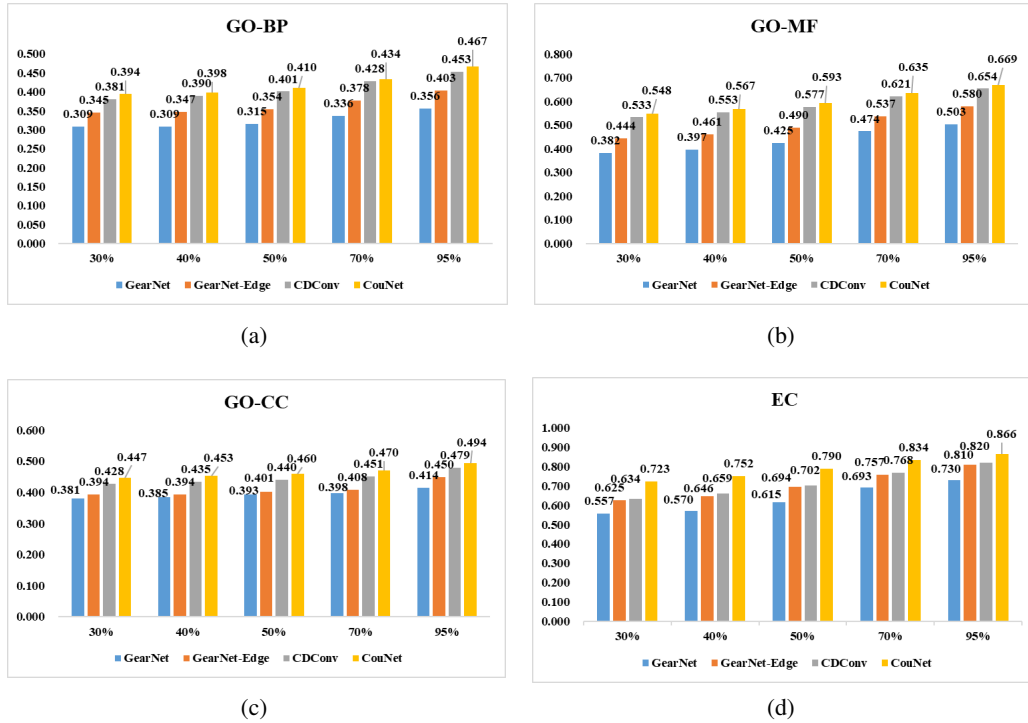 GO-BP
0.500
0.450
0.400
0.350
0.300
0.250
0.200
0.150
0.100
0.050
0.000
0.309 0.345 0.381 0.394
0.309 0.347 0.390 0.398
0.315 0.354 0.401 0.410
0.336 0.378 0.428 0.434
0.356 0.403 0.453 0.467
30% 40% 50% 70% 95%
GearNet GearNet-Edge CDConv CouNet
(a)
GO-MF
0.800
0.700
0.600
0.500
0.400
0.300
0.200
0.100
0.000
0.382 0.444 0.533 0.548
0.397 0.461 0.553 0.567
0.425 0.490 0.577 0.593
0.474 0.537 0.621 0.635
0.503 0.580 0.654 0.669
30% 40% 50% 70% 95%
GearNet GearNet-Edge CDConv CouNet
(b)
GO-CC
0.600
0.500
0.400
0.300
0.200
0.100
0.000
0.381 0.394 0.428 0.447
0.385 0.394 0.435 0.453
0.393 0.401 0.440 0.460
0.398 0.408 0.451 0.470
0.414 0.450 0.479 0.494
30% 40% 50% 70% 95%
GearNet GearNet-Edge CDConv CouNet
(c)
EC
1.000
0.900
0.800
0.700
0.600
0.500
0.400
0.300
0.200
0.100
0.000
0.557 0.625 0.634 0.723
0.570 0.646 0.659 0.752
0.615 0.694 0.702 0.790
0.693 0.757 0.768 0.834
0.730 0.810 0.820 0.866
30% 40% 50% 70% 95%
GearNet GearNet-Edge CDConv CouNet
(d)